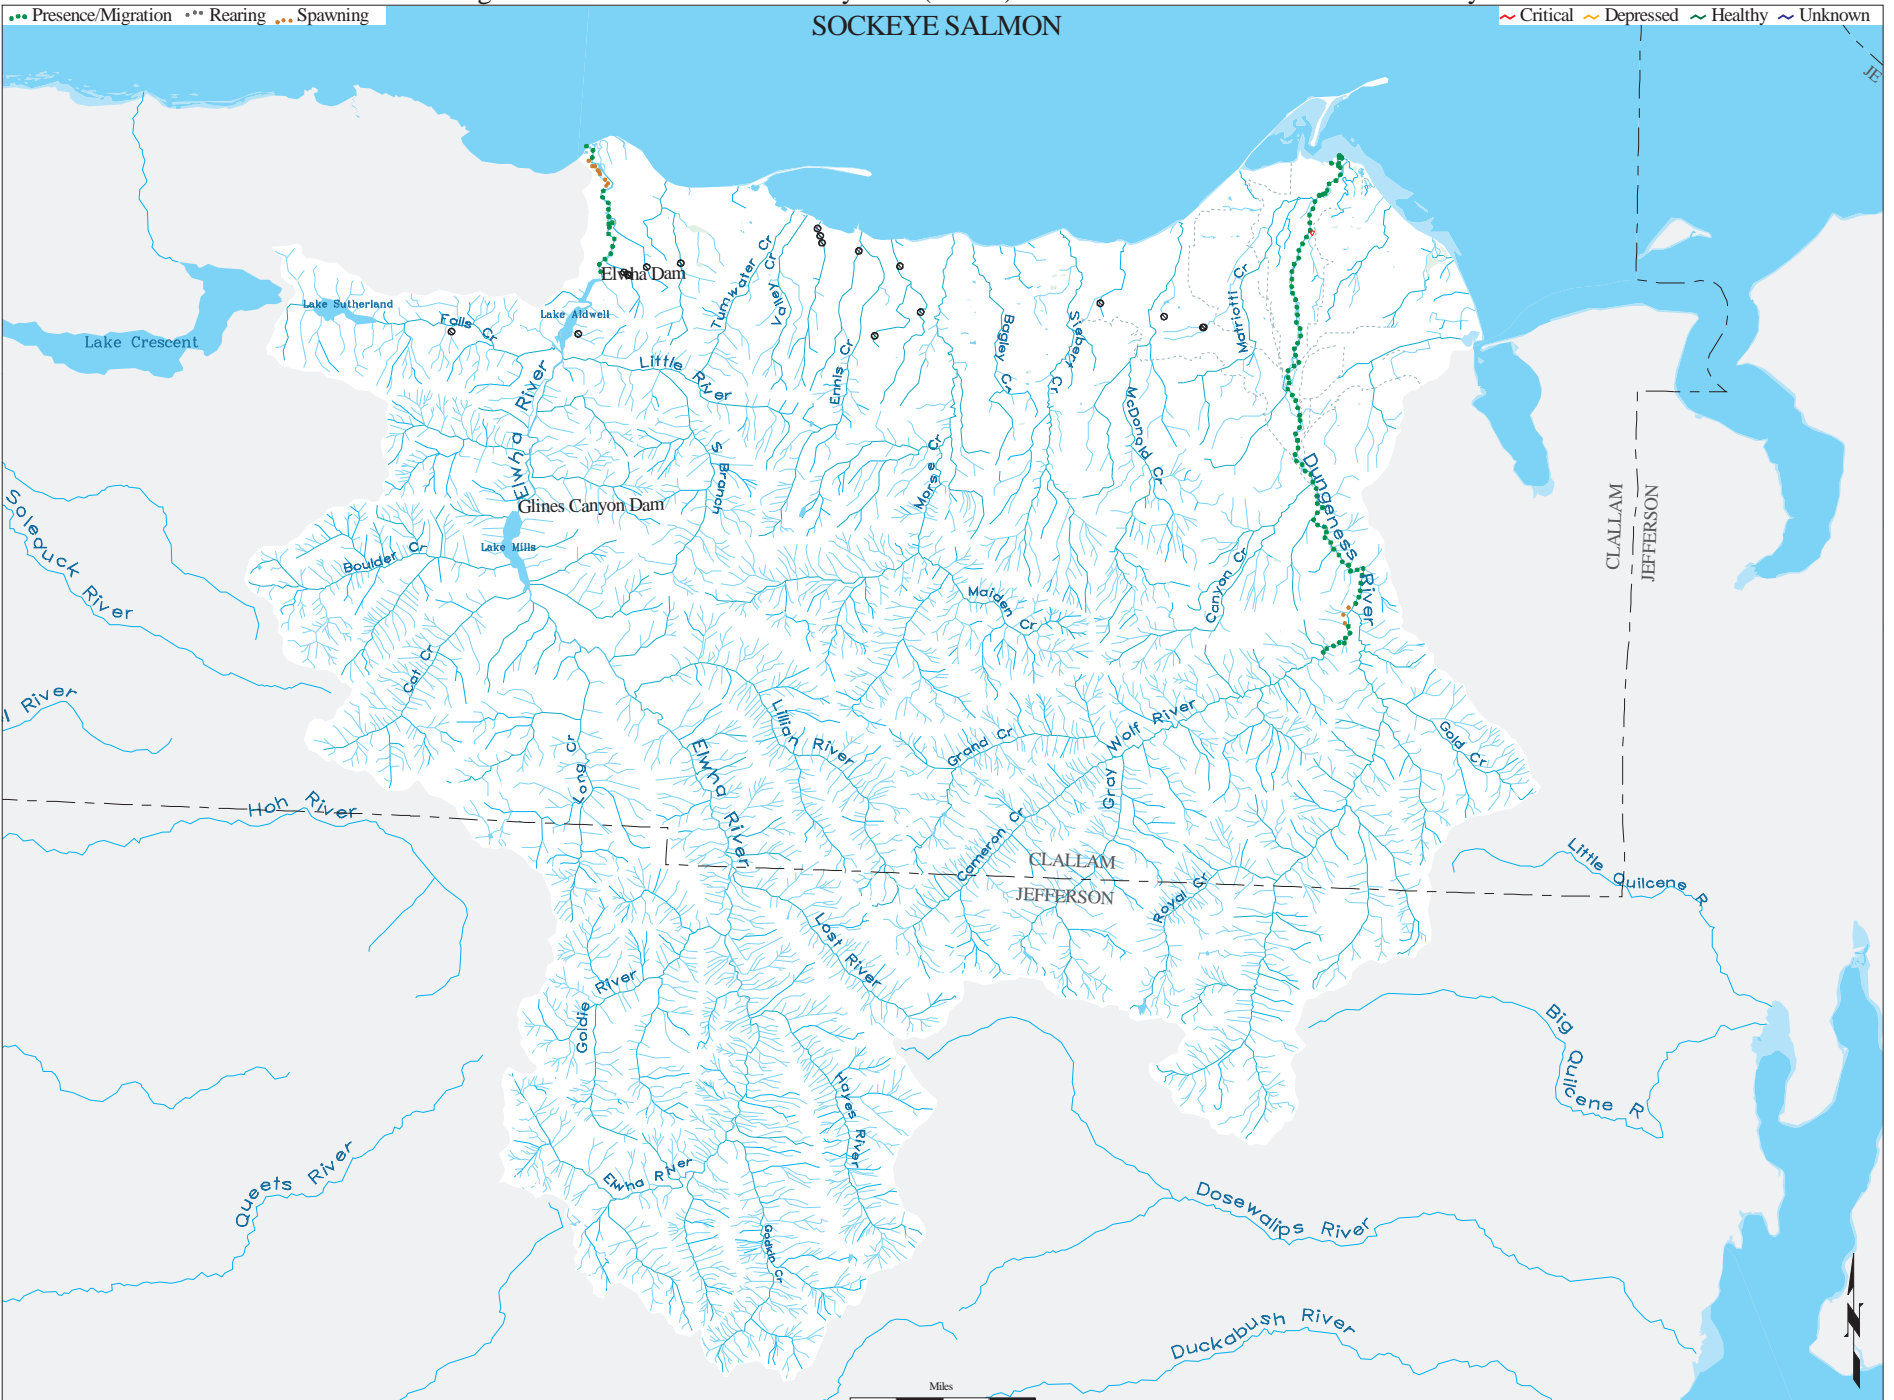 Presence/Migration Rearing Spawning
SOCKEYE SALMON
Critical Depressed Healthy Unknown
JE
Elwha Dam
Tumwater Cr
Valley Cr
Lake Sutherland
Lake Aldwell
Falls Cr
Lake Crescent
Little River
Ennis Cr
Bagley Cr
Siebert Cr
Matriotti Cr
McDonald Cr
Elwha River
S Branch
Morse Cr
Glines Canyon Dam
Lake Mills
Boulder Cr
Soleduck River
Dungeness River
CLALLAM
JEFFERSON
Canyon Cr
Maiden Cr
Cat Cr
l River
Lillian River
Elwha River
Grand Cr
Gray Wolf River
Gold Cr
Long Cr
Hoh River
Cameron Cr
CLALLAM
JEFFERSON
Royal Cr
Little Quilcene R
Lost River
Goldie River
Big Quilcene R
Hayes River
Elwha River
Queets River
Godkin Cr
Dosewalips River
Duckabush River
N
Miles